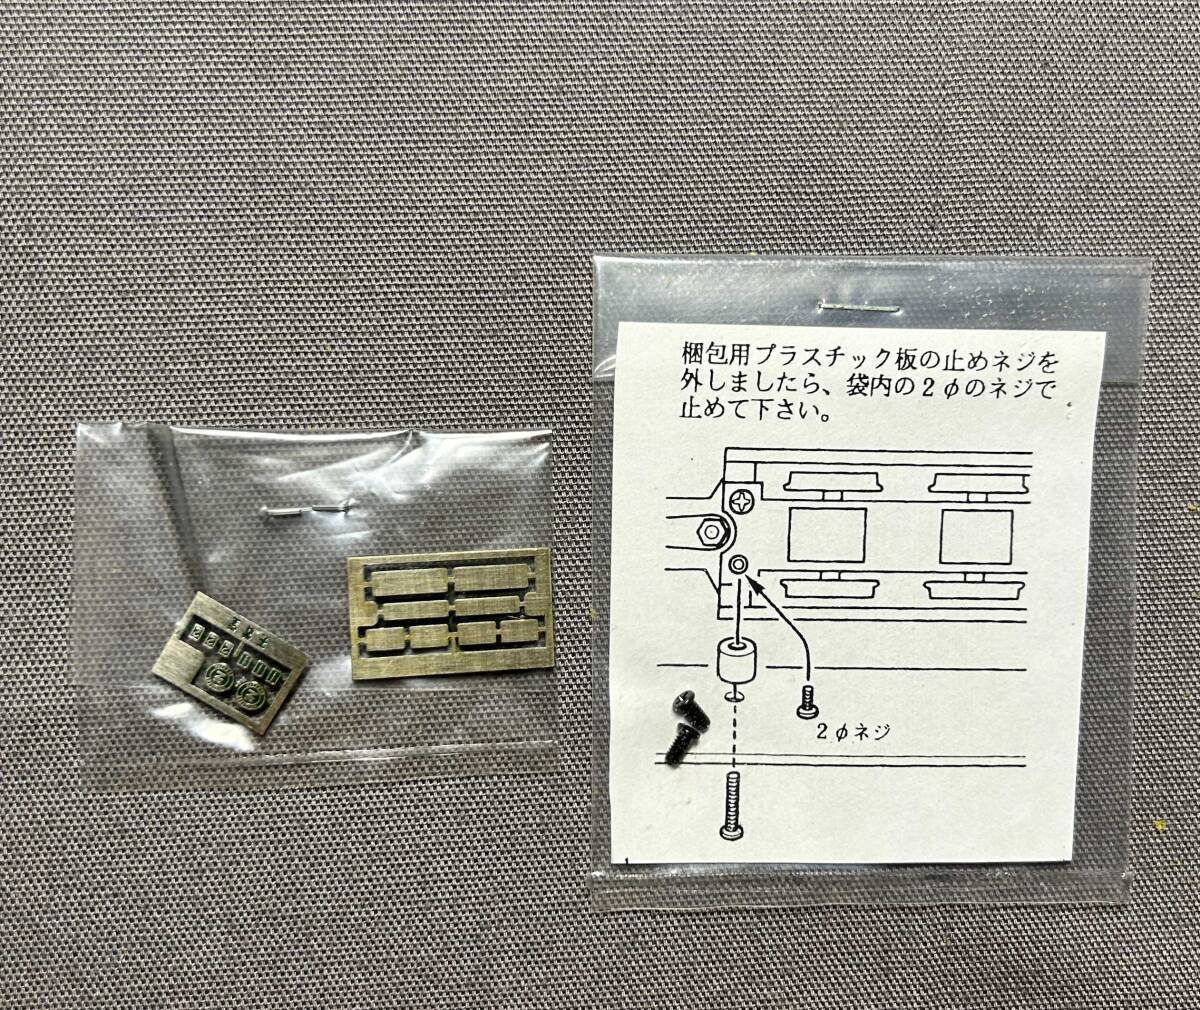 梱包用プラスチック板の止めネジを
外しましたら、袋内の2φのネジで
止めて下さい。
2φネジ